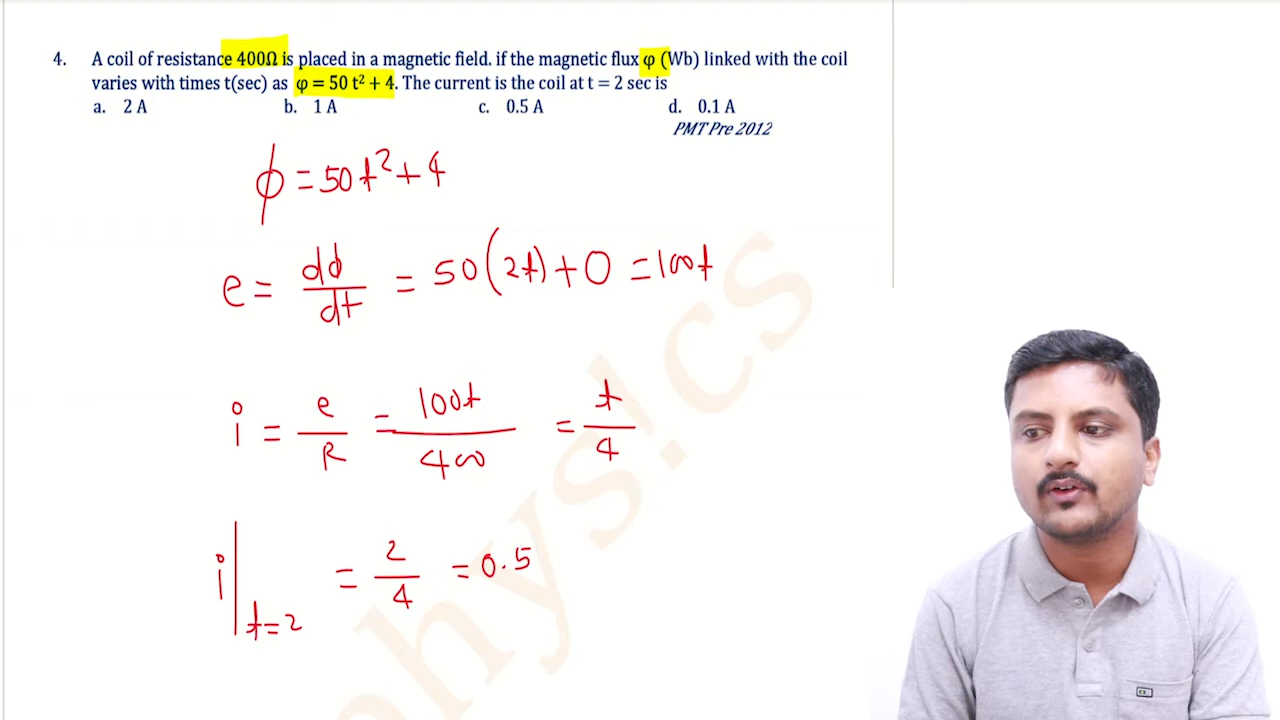 4. A coil of resistance 400Ω is placed in a magnetic field. if the magnetic flux φ (Wb) linked with the coil
varies with times t(sec) as φ = 50 t² + 4. The current is the coil at t = 2 sec is
a. 2 A b. 1 A c. 0.5 A d. 0.1 A
PMT Pre 2012
ϕ = 50t² + 4
e = dϕ/dt = 50(2t) + 0 = 100t
i = e/R = 100t/400 = t/4
i|t=2 = 2/4 = 0.5
phys!cs